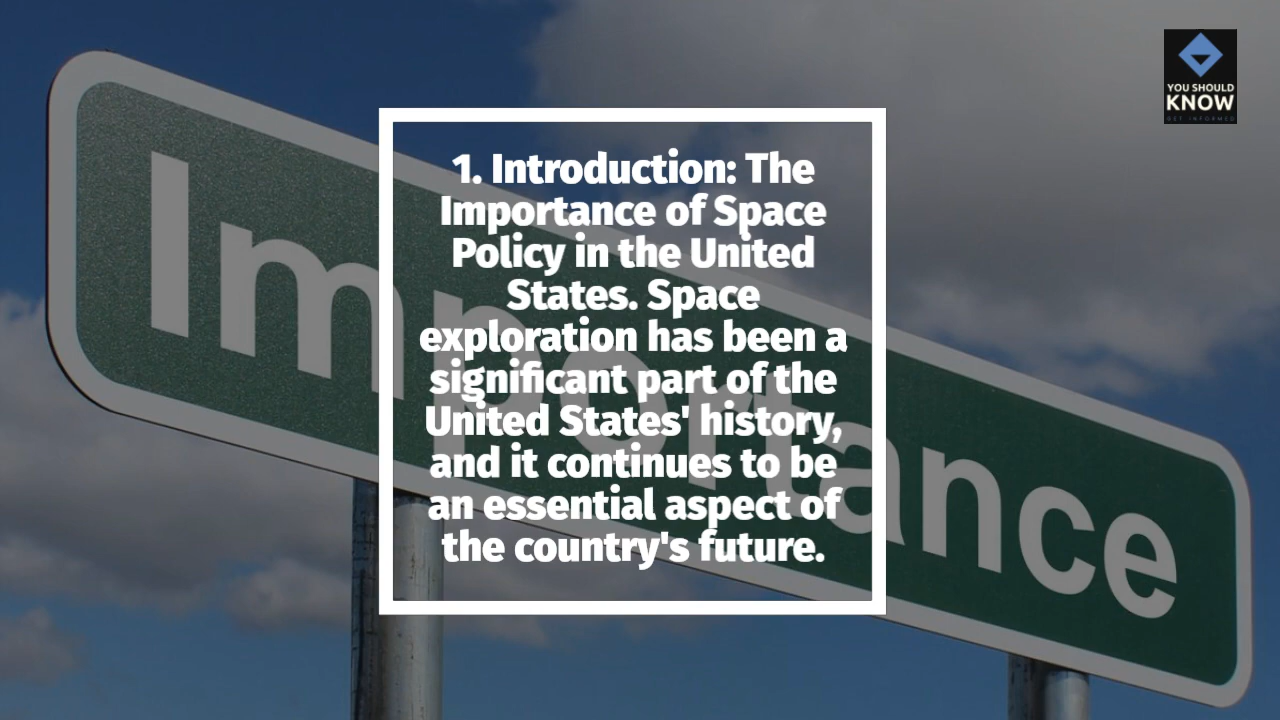 YOU SHOULD
KNOW
GET INFORMED
Importance
1. Introduction: The
Importance of Space
Policy in the United
States. Space
exploration has been a
significant part of the
United States' history,
and it continues to be
an essential aspect of
the country's future.